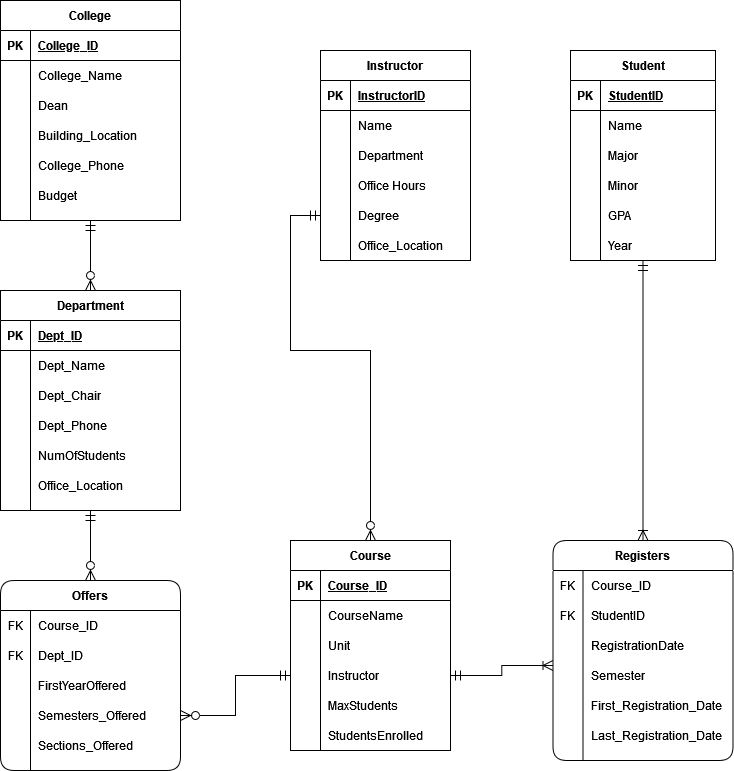 College
PK College_ID
College_Name
Dean
Building_Location
College_Phone
Budget
Instructor
PK InstructorID
Name
Department
Office Hours
Degree
Office_Location
Student
PK StudentID
Name
Major
Minor
GPA
Year
Department
PK Dept_ID
Dept_Name
Dept_Chair
Dept_Phone
NumOfStudents
Office_Location
Offers
FK Course_ID
FK Dept_ID
FirstYearOffered
Semesters_Offered
Sections_Offered
Course
PK Course_ID
CourseName
Unit
Instructor
MaxStudents
StudentsEnrolled
Registers
FK Course_ID
FK StudentID
RegistrationDate
Semester
First_Registration_Date
Last_Registration_Date